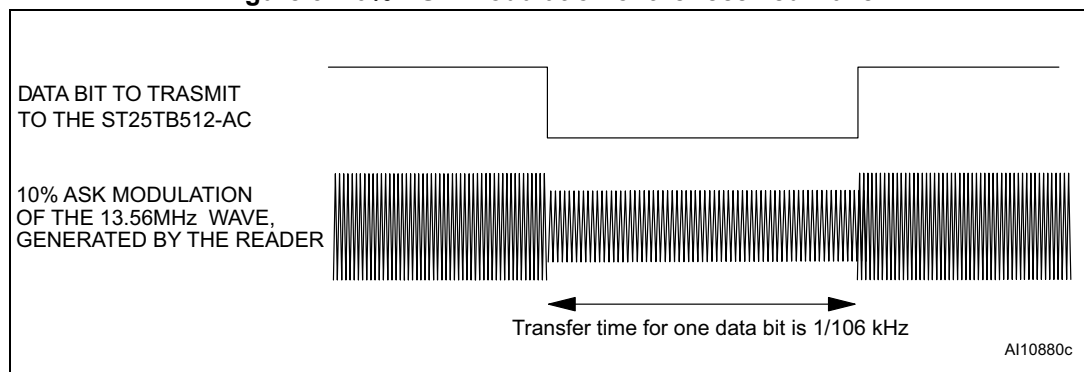 DATA BIT TO TRASMIT
TO THE ST25TB512-AC
10% ASK MODULATION
OF THE 13.56MHz WAVE,
GENERATED BY THE READER
Transfer time for one data bit is 1/106 kHz
AI10880c